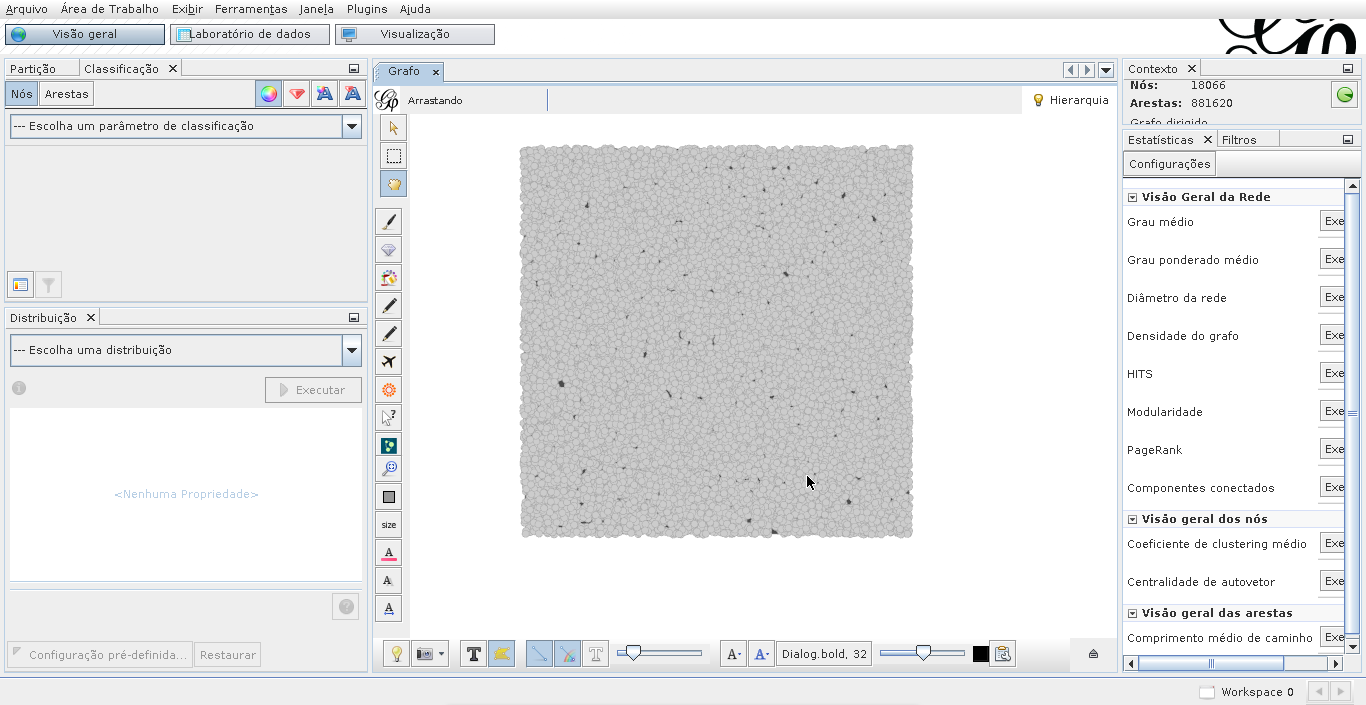 Arquivo Área de Trabalho Exibir Ferramentas Janela Plugins Ajuda
Visão geral Laboratório de dados Visualização
Partição Classificação
Nós Arestas
--- Escolha um parâmetro de classificação
Distribuição
--- Escolha uma distribuição
Executar
<Nenhuma Propriedade>
Configuração pré-definida... Restaurar
Grafo
Arrastando
Hierarquia
size
A
A
A
T T A A Dialog.bold, 32
Contexto
Nós: 18066
Arestas: 881620
Grafo dirigido
Estatísticas Filtros
Configurações
Visão Geral da Rede
Grau médio Exe
Grau ponderado médio Exe
Diâmetro da rede Exe
Densidade do grafo Exe
HITS Exe
Modularidade Exe
PageRank Exe
Componentes conectados Exe
Visão geral dos nós
Coeficiente de clustering médio Exe
Centralidade de autovetor Exe
Visão geral das arestas
Comprimento médio de caminho Exe
Workspace 0